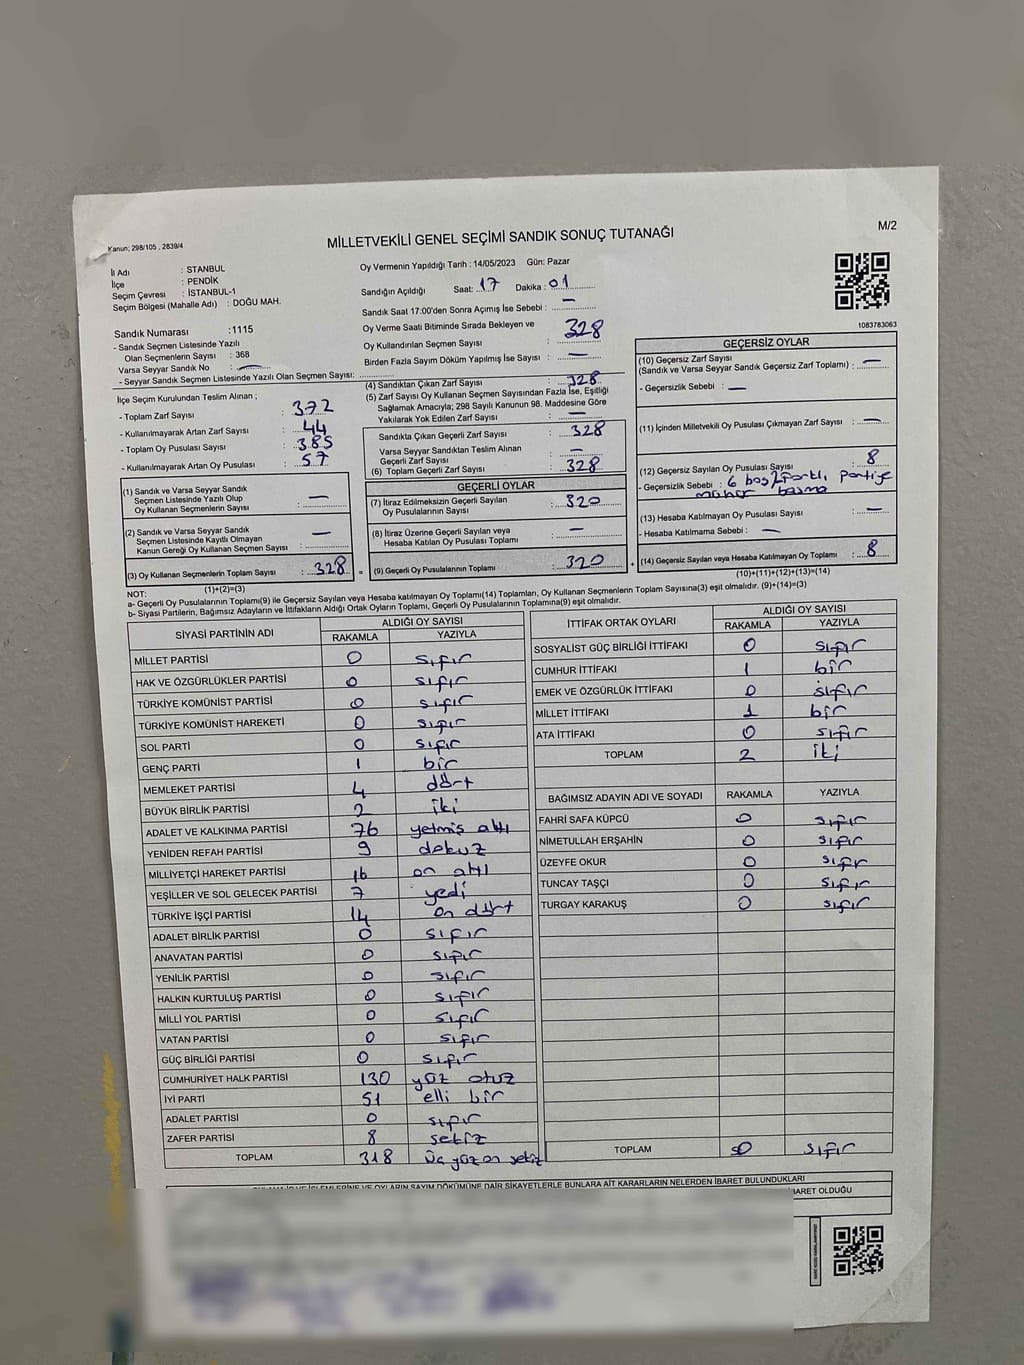 M/2
Kanun; 298/105 , 2839/4
MİLLETVEKİLİ GENEL SEÇİMİ SANDIK SONUÇ TUTANAĞI
İl Adı : STANBUL
İlçe : PENDİK
Seçim Çevresi : İSTANBUL-1
Seçim Bölgesi (Mahalle Adı) : DOĞU MAH.
Sandık Numarası :1115
- Sandık Seçmen Listesinde Yazılı
Olan Seçmenlerin Sayısı : 368
Varsa Seyyar Sandık No :
- Seyyar Sandık Seçmen Listesinde Yazılı Olan Seçmen Sayısı:
Oy Vermenin Yapıldığı Tarih : 14/05/2023 Gün: Pazar
Sandığın Açıldığı Saat: 17 Dakika : 01
Sandık Saat 17:00'den Sonra Açımış İse Sebebi : —
Oy Verme Saati Bitiminde Sırada Bekleyen ve
Oy Kullandırılan Seçmen Sayısı : 328
Birden Fazla Sayım Döküm Yapılmış İse Sayısı : —
1083783063
İlçe Seçim Kurulundan Teslim Alınan ;
- Toplam Zarf Sayısı : 372
- Kullanılmayarak Artan Zarf Sayısı : 44
- Toplam Oy Pusulası Sayısı : 385
- Kullanılmayarak Artan Oy Pusulası : 57
(1) Sandık ve Varsa Seyyar Sandık
Seçmen Listesinde Yazılı Olup
Oy Kullanan Seçmenlerin Sayısı : —
(2) Sandık ve Varsa Seyyar Sandık
Seçmen Listesinde Kayıtlı Olmayan
Kanun Gereği Oy Kullanan Seçmen Sayısı : —
(3) Oy Kullanan Seçmenlerin Toplam Sayısı : 328
(1)+(2)=(3)
(4) Sandıktan Çıkan Zarf Sayısı : 328
(5) Zarf Sayısı Oy Kullanan Seçmen Sayısından Fazla İse, Eşitliği
Sağlamak Amacıyla; 298 Sayılı Kanunun 98. Maddesine Göre
Yakılarak Yok Edilen Zarf Sayısı : —
Sandıkta Çıkan Geçerli Zarf Sayısı : 328
Varsa Seyyar Sandıktan Teslim Alınan
Geçerli Zarf Sayısı : —
(6) Toplam Geçerli Zarf Sayısı : 328
GEÇERLİ OYLAR
(7) İtiraz Edilmeksizin Geçerli Sayılan
Oy Pusulalarının Sayısı : 320
(8) İtiraz Üzerine Geçerli Sayılan veya
Hesaba Katılan Oy Pusulası Toplamı : —
(9) Geçerli Oy Pusulalarının Toplamı : 320
GEÇERSİZ OYLAR
(10) Geçersiz Zarf Sayısı
(Sandık ve Varsa Seyyar Sandık Geçersiz Zarf Toplamı) : —
- Geçersizlik Sebebi : —
(11) İçinden Milletvekili Oy Pusulası Çıkmayan Zarf Sayısı : —
(12) Geçersiz Sayılan Oy Pusulası Sayısı : 8
- Geçersizlik Sebebi : 6 boş farklı partiye
mühür basma
(13) Hesaba Katılmayan Oy Pusulası Sayısı : —
- Hesaba Katılmama Sebebi : —
(14) Geçersiz Sayılan veya Hesaba Katılmayan Oy Toplamı : 8
(10)+(11)+(12)+(13)=(14)
NOT:
a- Geçerli Oy Pusulalarının Toplamı(9) ile Geçersiz Sayılan veya Hesaba katılmayan Oy Toplamı(14) Toplamları, Oy Kullanan Seçmenlerin Toplam Sayısına(3) eşit olmalıdır. (9)+(14)=(3)
b- Siyasi Partilerin, Bağımsız Adayların ve İttifakların Aldığı Ortak Oyların Toplamı, Geçerli Oy Pusulalarının Toplamına(9) eşit olmalıdır.
SİYASİ PARTİNİN ADI ALDIĞI OY SAYISI
RAKAMLA YAZIYLA
MİLLET PARTİSİ 0 sıfır
HAK VE ÖZGÜRLÜKLER PARTİSİ 0 sıfır
TÜRKİYE KOMÜNİST PARTİSİ 0 sıfır
TÜRKİYE KOMÜNİST HAREKETİ 0 sıfır
SOL PARTİ 0 sıfır
GENÇ PARTİ 1 bir
MEMLEKET PARTİSİ 4 dört
BÜYÜK BİRLİK PARTİSİ 2 iki
ADALET VE KALKINMA PARTİSİ 76 yetmiş altı
YENİDEN REFAH PARTİSİ 9 dokuz
MİLLİYETÇİ HAREKET PARTİSİ 16 on altı
YEŞİLLER VE SOL GELECEK PARTİSİ 7 yedi
TÜRKİYE İŞÇİ PARTİSİ 14 on dört
ADALET BİRLİK PARTİSİ 0 sıfır
ANAVATAN PARTİSİ 0 sıfır
YENİLİK PARTİSİ 0 sıfır
HALKIN KURTULUŞ PARTİSİ 0 sıfır
MİLLİ YOL PARTİSİ 0 sıfır
VATAN PARTİSİ 0 sıfır
GÜÇ BİRLİĞİ PARTİSİ 0 sıfır
CUMHURİYET HALK PARTİSİ 130 yüz otuz
İYİ PARTİ 51 elli bir
ADALET PARTİSİ 0 sıfır
ZAFER PARTİSİ 8 sekiz
TOPLAM 318 üç yüz on sekiz
İTTİFAK ORTAK OYLARI ALDIĞI OY SAYISI
RAKAMLA YAZIYLA
SOSYALİST GÜÇ BİRLİĞİ İTTİFAKI 0 sıfır
CUMHUR İTTİFAKI 1 bir
EMEK VE ÖZGÜRLÜK İTTİFAKI 0 sıfır
MİLLET İTTİFAKI 1 bir
ATA İTTİFAKI 0 sıfır
TOPLAM 2 iki
BAĞIMSIZ ADAYIN ADI VE SOYADI RAKAMLA YAZIYLA
FAHRİ SAFA KÜPCÜ 0 sıfır
NİMETULLAH ERŞAHİN 0 sıfır
ÜZEYFE OKUR 0 sıfır
TUNCAY TAŞÇI 0 sıfır
TURGAY KARAKUŞ 0 sıfır
TOPLAM 0 sıfır
İŞLEMLERİNE VE OYLARIN SAYIM DÖKÜMÜNE DAİR ŞİKAYETLERLE BUNLARA AİT KARARLARIN NELERDEN İBARET BULUNDUKLARI
İBARET OLDUĞU